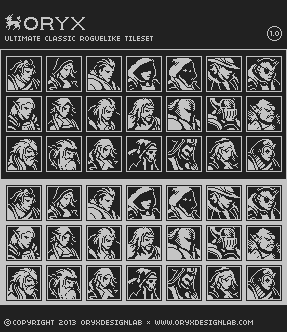 ORYX
ULTIMATE CLASSIC ROGUELIKE TILESET
1.0
© COPYRIGHT 2013 ORYXDESIGNLAB × WWW.ORYXDESIGNLAB.COM